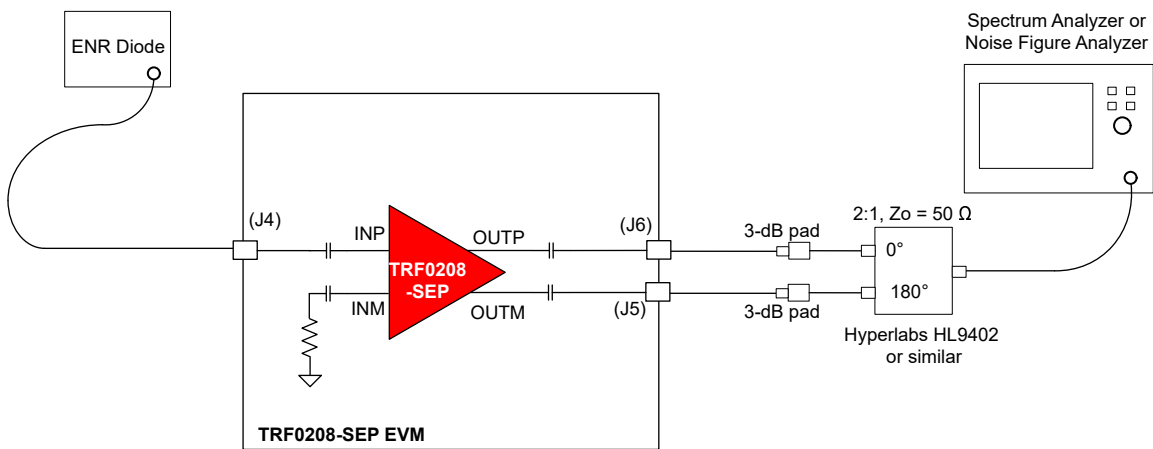 Spectrum Analyzer or
Noise Figure Analyzer
ENR Diode
(J4)
INP
OUTP
(J6)
3-dB pad
2:1, Zo = 50 Ω
0°
TRF0208
-SEP
180°
INM
OUTM
(J5)
3-dB pad
Hyperlabs HL9402
or similar
TRF0208-SEP EVM